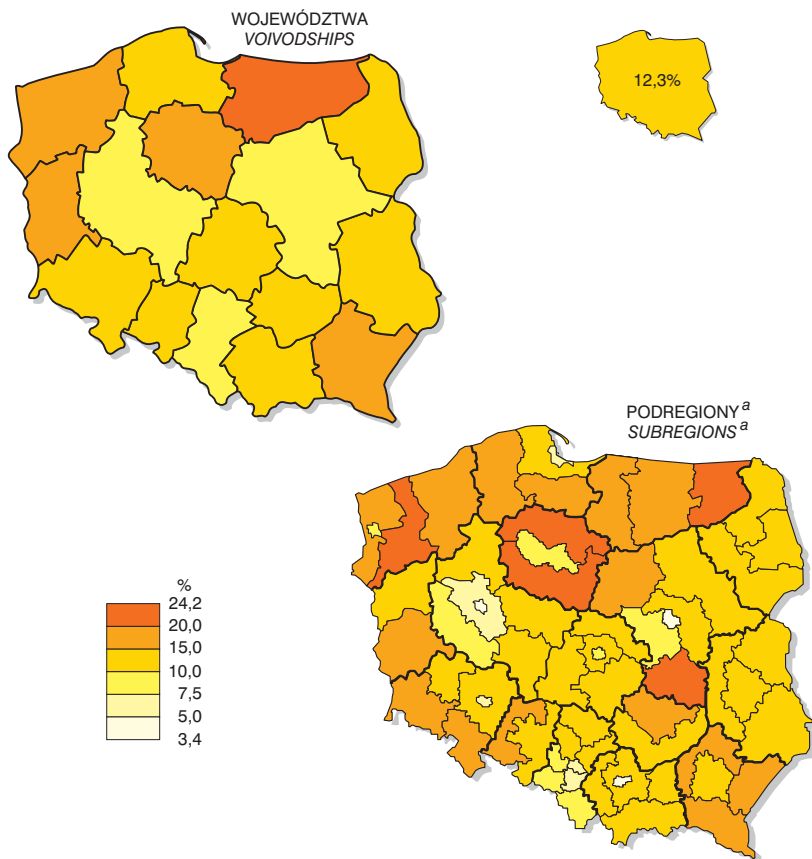 WOJEWÓDZTWA
VOIVODSHIPS
12,3%
PODREGIONY a
SUBREGIONS a
%
24,2
20,0
15,0
10,0
7,5
5,0
3,4